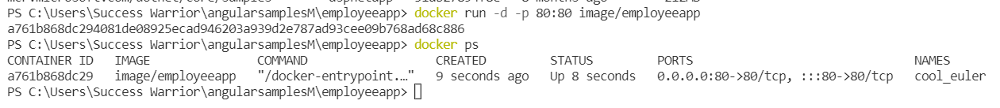 PS C:\Users\Success Warrior\angularsamplesM\employeeapp> docker run -d -p 80:80 image/employeeapp
a761b868dc294081de08925ecad946203a939d2e787ad93cee09b768ad68c886
PS C:\Users\Success Warrior\angularsamplesM\employeeapp> docker ps
CONTAINER ID   IMAGE               COMMAND                  CREATED         STATUS         PORTS                               NAMES
a761b868dc29   image/employeeapp   "/docker-entrypoint.…"   9 seconds ago   Up 8 seconds   0.0.0.0:80->80/tcp, :::80->80/tcp   cool_euler
PS C:\Users\Success Warrior\angularsamplesM\employeeapp>